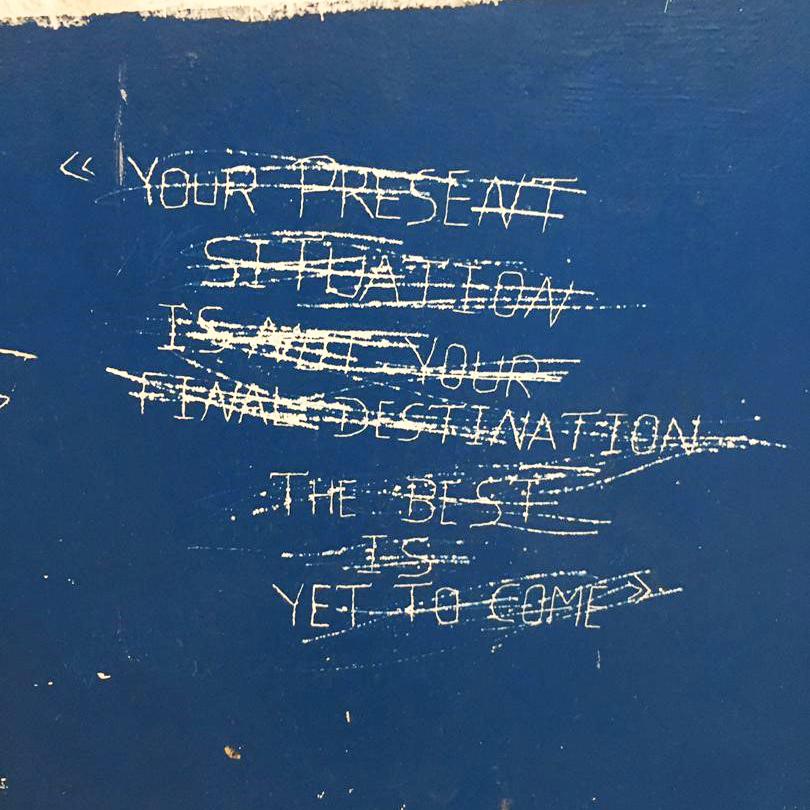 « YOUR PRESENT
SITUATION
IS NOT YOUR
FINAL DESTINATION
THE BEST
IS
YET TO COME »